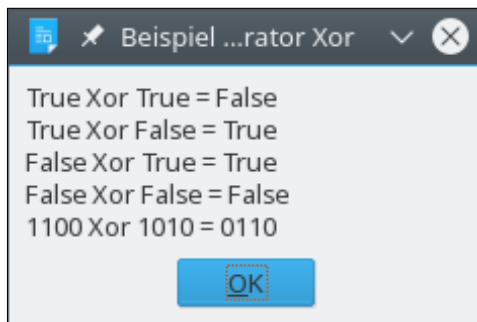 Beispiel ...rator Xor
True Xor True = False
True Xor False = True
False Xor True = True
False Xor False = False
1100 Xor 1010 = 0110
OK